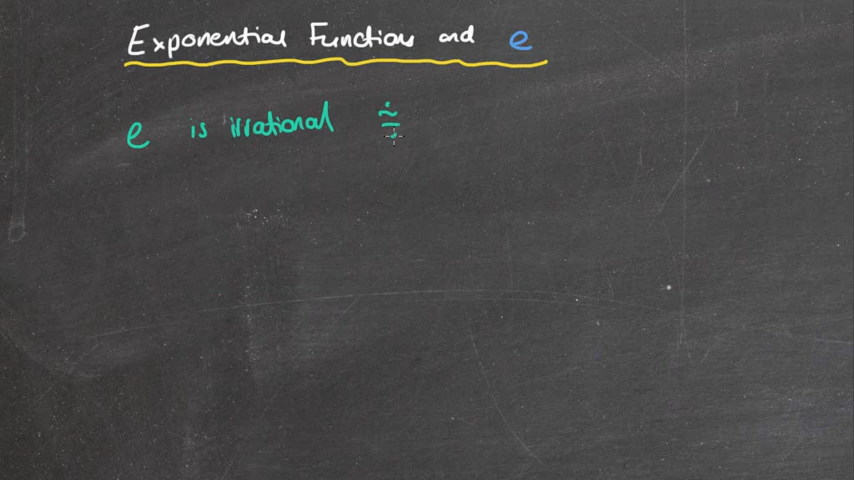 Exponential Function and e
e is irrational ≈